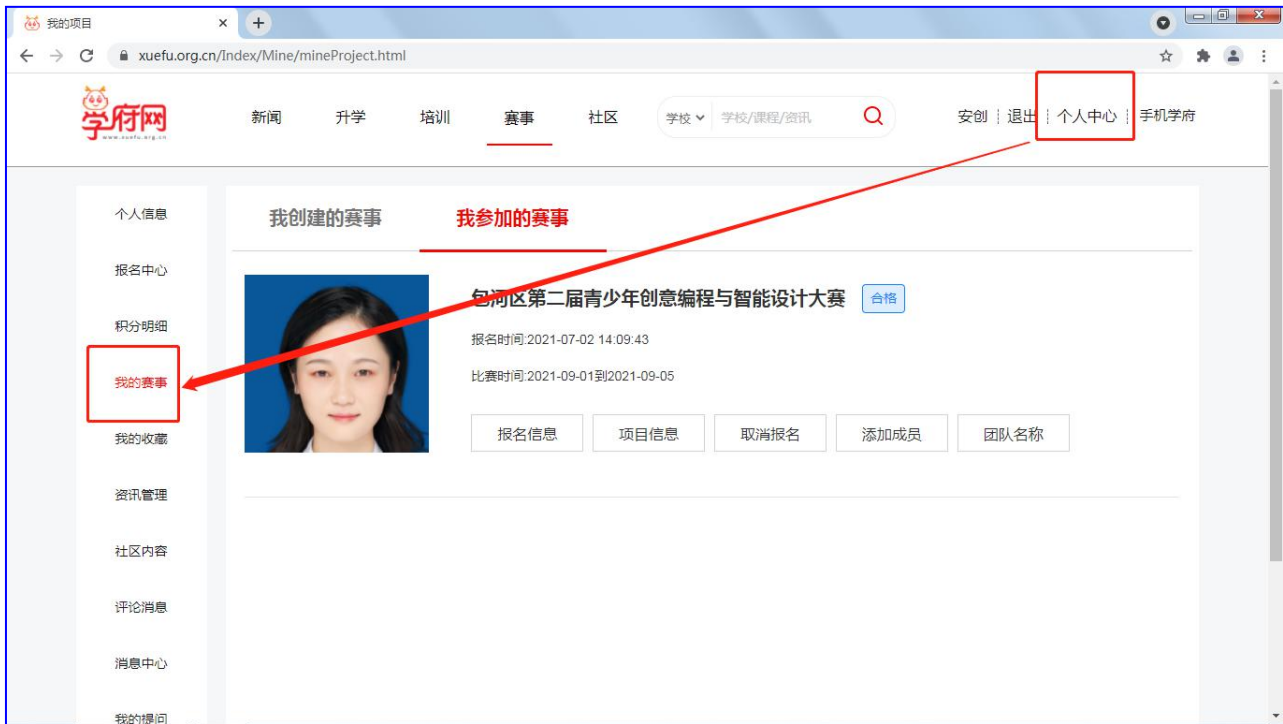 我的项目
xuefu.org.cn/Index/Mine/mineProject.html
学府网
www.xuefu.org.cn
新闻 升学 培训 赛事 社区 学校 学校/课程/资讯 安创 退出 个人中心 手机学府
个人信息
我创建的赛事 我参加的赛事
报名中心
包河区第二届青少年创意编程与智能设计大赛 合格
积分明细
报名时间:2021-07-02 14:09:43
我的赛事
比赛时间:2021-09-01到2021-09-05
报名信息 项目信息 取消报名 添加成员 团队名称
我的收藏
资讯管理
社区内容
评论消息
消息中心
我的提问